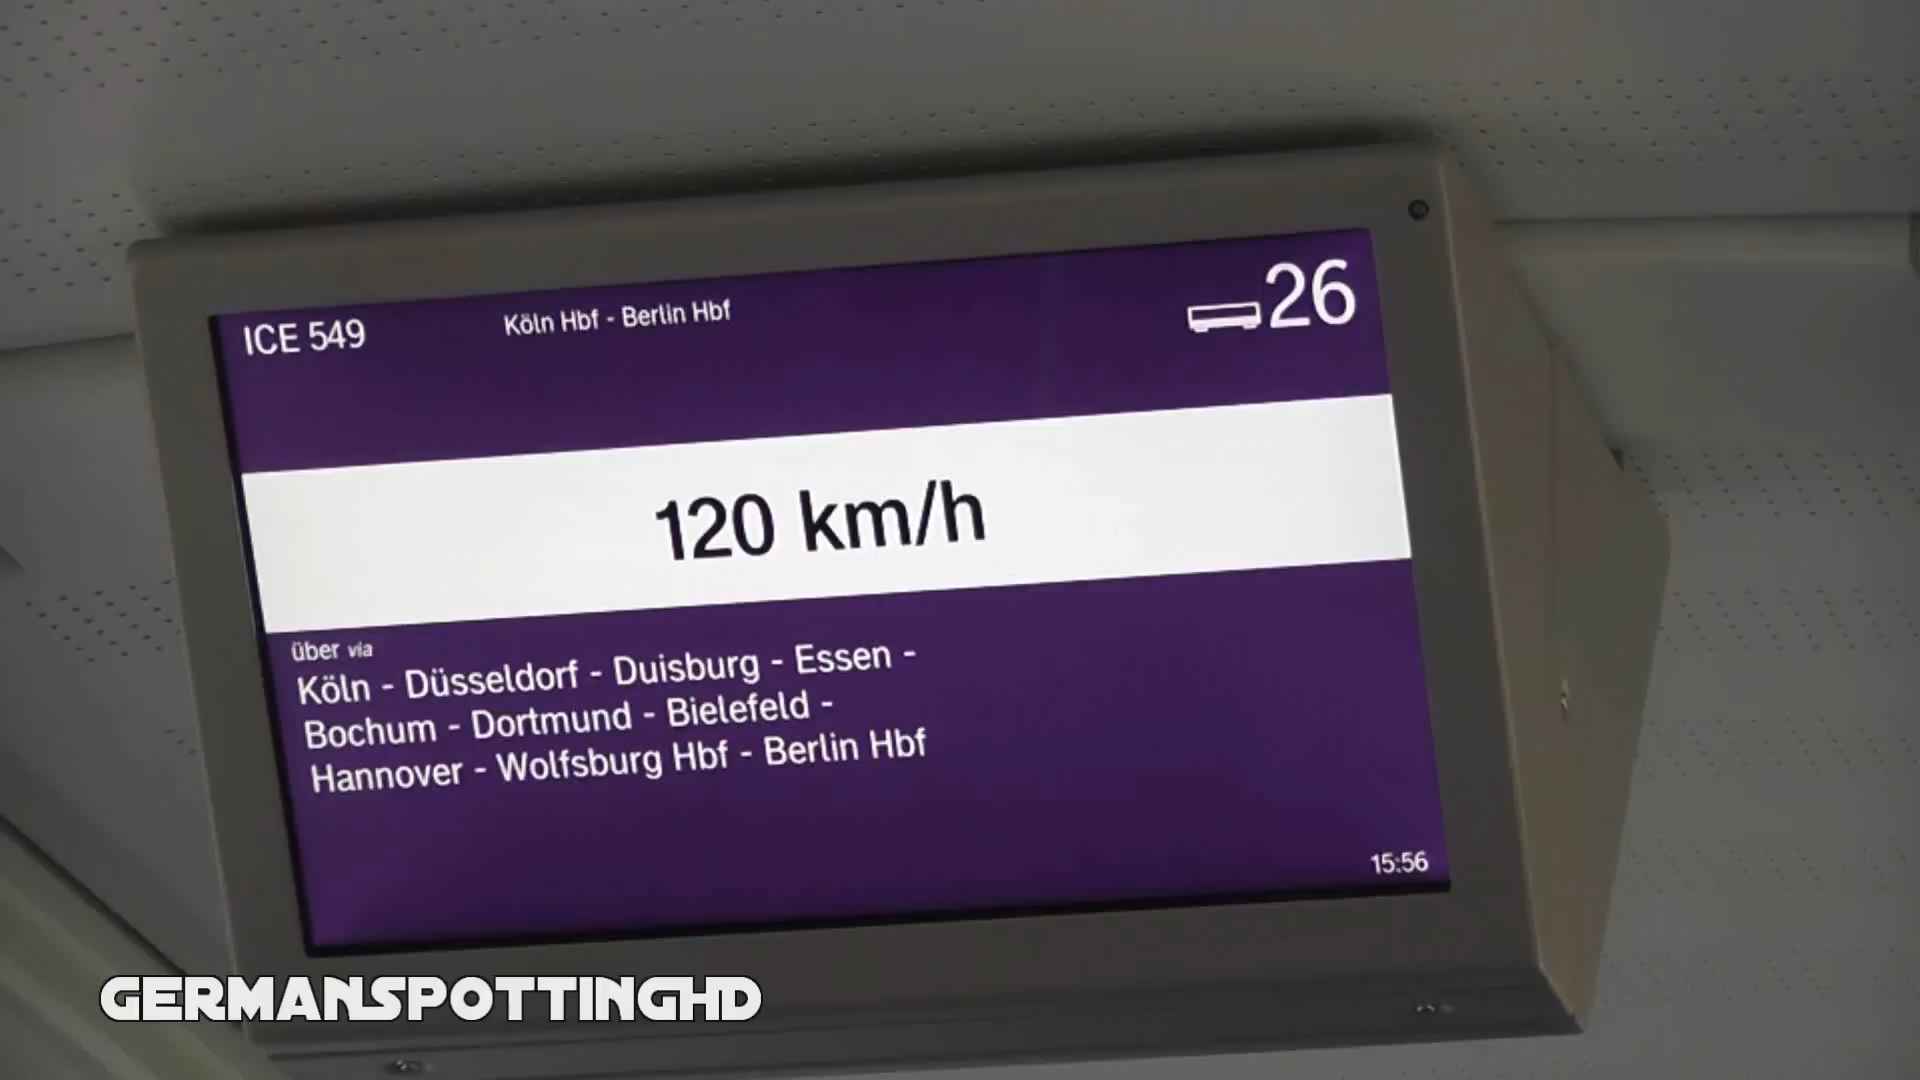 ICE 549
Köln Hbf - Berlin Hbf
26
120 km/h
über via
Köln - Düsseldorf - Duisburg - Essen -
Bochum - Dortmund - Bielefeld -
Hannover - Wolfsburg Hbf - Berlin Hbf
15:56
GERMANSPOTTINGHD